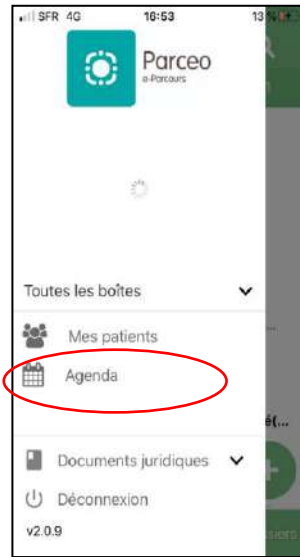 SFR 4G 16:53 13 %
Parceo
e-Parcours
Toutes les boîtes
Mes patients
Agenda
é(...
Documents juridiques
Déconnexion
v2.0.9